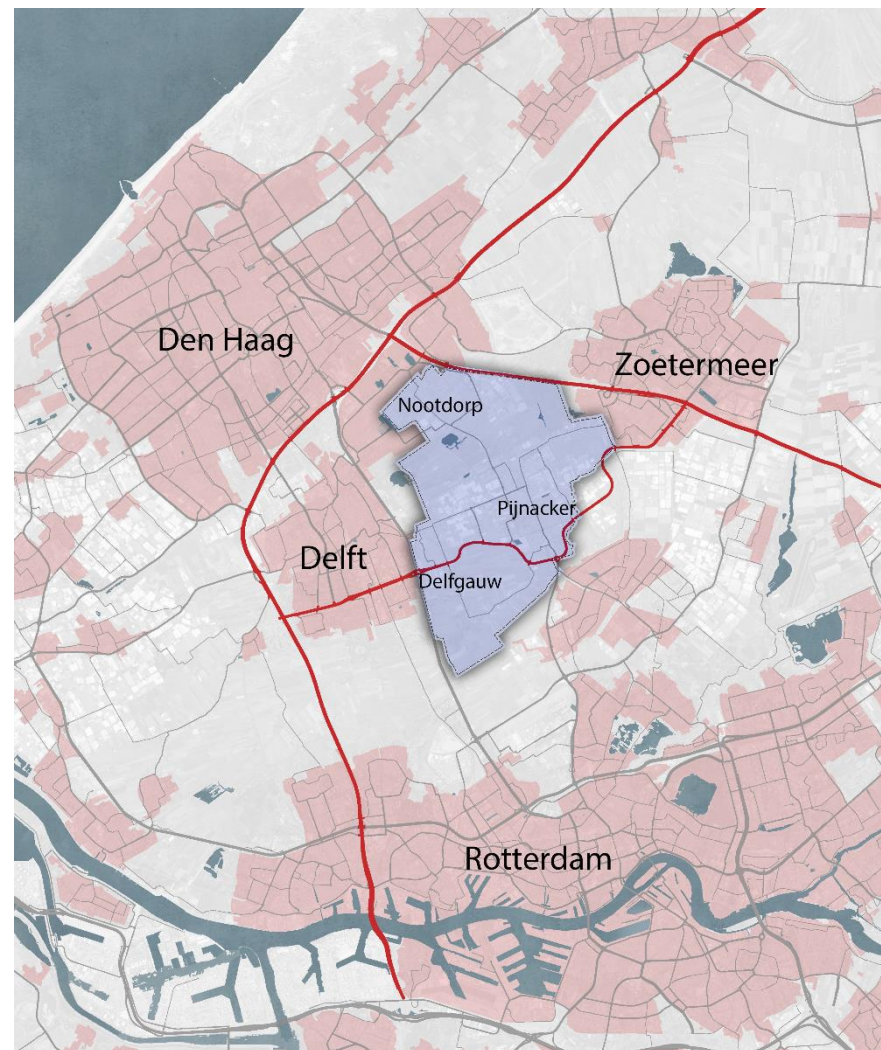 Den Haag
Zoetermeer
Nootdorp
Pijnacker
Delft
Delfgauw
Rotterdam